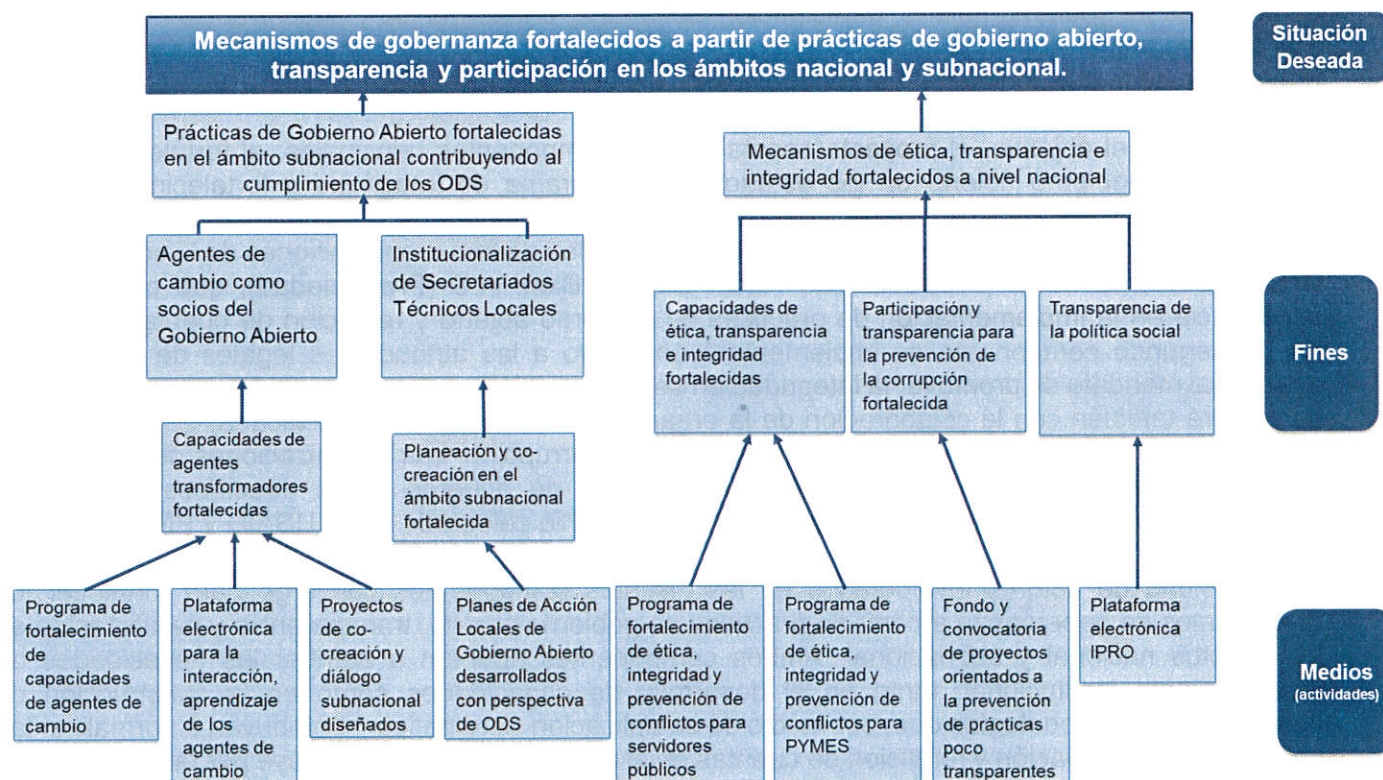 Mecanismos de gobernanza fortalecidos a partir de prácticas de gobierno abierto,
transparencia y participación en los ámbitos nacional y subnacional.
Situación
Deseada
Prácticas de Gobierno Abierto fortalecidas
en el ámbito subnacional contribuyendo al
cumplimiento de los ODS
Mecanismos de ética, transparencia e
integridad fortalecidos a nivel nacional
Agentes de
cambio como
socios del
Gobierno Abierto
Institucionalización
de Secretariados
Técnicos Locales
Capacidades de
ética, transparencia
e integridad
fortalecidas
Participación y
transparencia para
la prevención de
la corrupción
fortalecida
Transparencia de
la política social
Fines
Capacidades de
agentes
transformadores
fortalecidas
Planeación y co-
creación en el
ámbito subnacional
fortalecida
Programa de
fortalecimiento
de
capacidades
de agentes de
cambio
Plataforma
electrónica
para la
interacción,
aprendizaje
de los
agentes de
cambio
Proyectos
de co-
creación y
diálogo
subnacional
diseñados
Planes de Acción
Locales de
Gobierno Abierto
desarrollados
con perspectiva
de ODS
Programa de
fortalecimiento
de ética,
integridad y
prevención de
conflictos para
servidores
públicos
Programa de
fortalecimiento
de ética,
integridad y
prevención de
conflictos para
PYMES
Fondo y
convocatoria
de proyectos
orientados a
la prevención
de prácticas
poco
transparentes
Plataforma
electrónica
IPRO
Medios
(actividades)